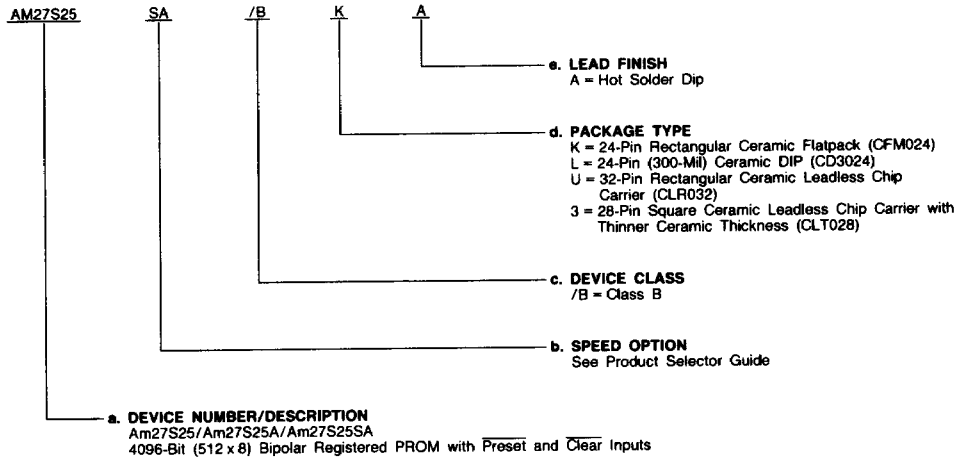 AM27S25 SA /B K A
e. LEAD FINISH
A = Hot Solder Dip
d. PACKAGE TYPE
K = 24-Pin Rectangular Ceramic Flatpack (CFM024)
L = 24-Pin (300-Mil) Ceramic DIP (CD3024)
U = 32-Pin Rectangular Ceramic Leadless Chip
Carrier (CLR032)
3 = 28-Pin Square Ceramic Leadless Chip Carrier with
Thinner Ceramic Thickness (CLT028)
c. DEVICE CLASS
/B = Class B
b. SPEED OPTION
See Product Selector Guide
a. DEVICE NUMBER/DESCRIPTION
Am27S25/Am27S25A/Am27S25SA
4096-Bit (512 x 8) Bipolar Registered PROM with Preset and Clear Inputs